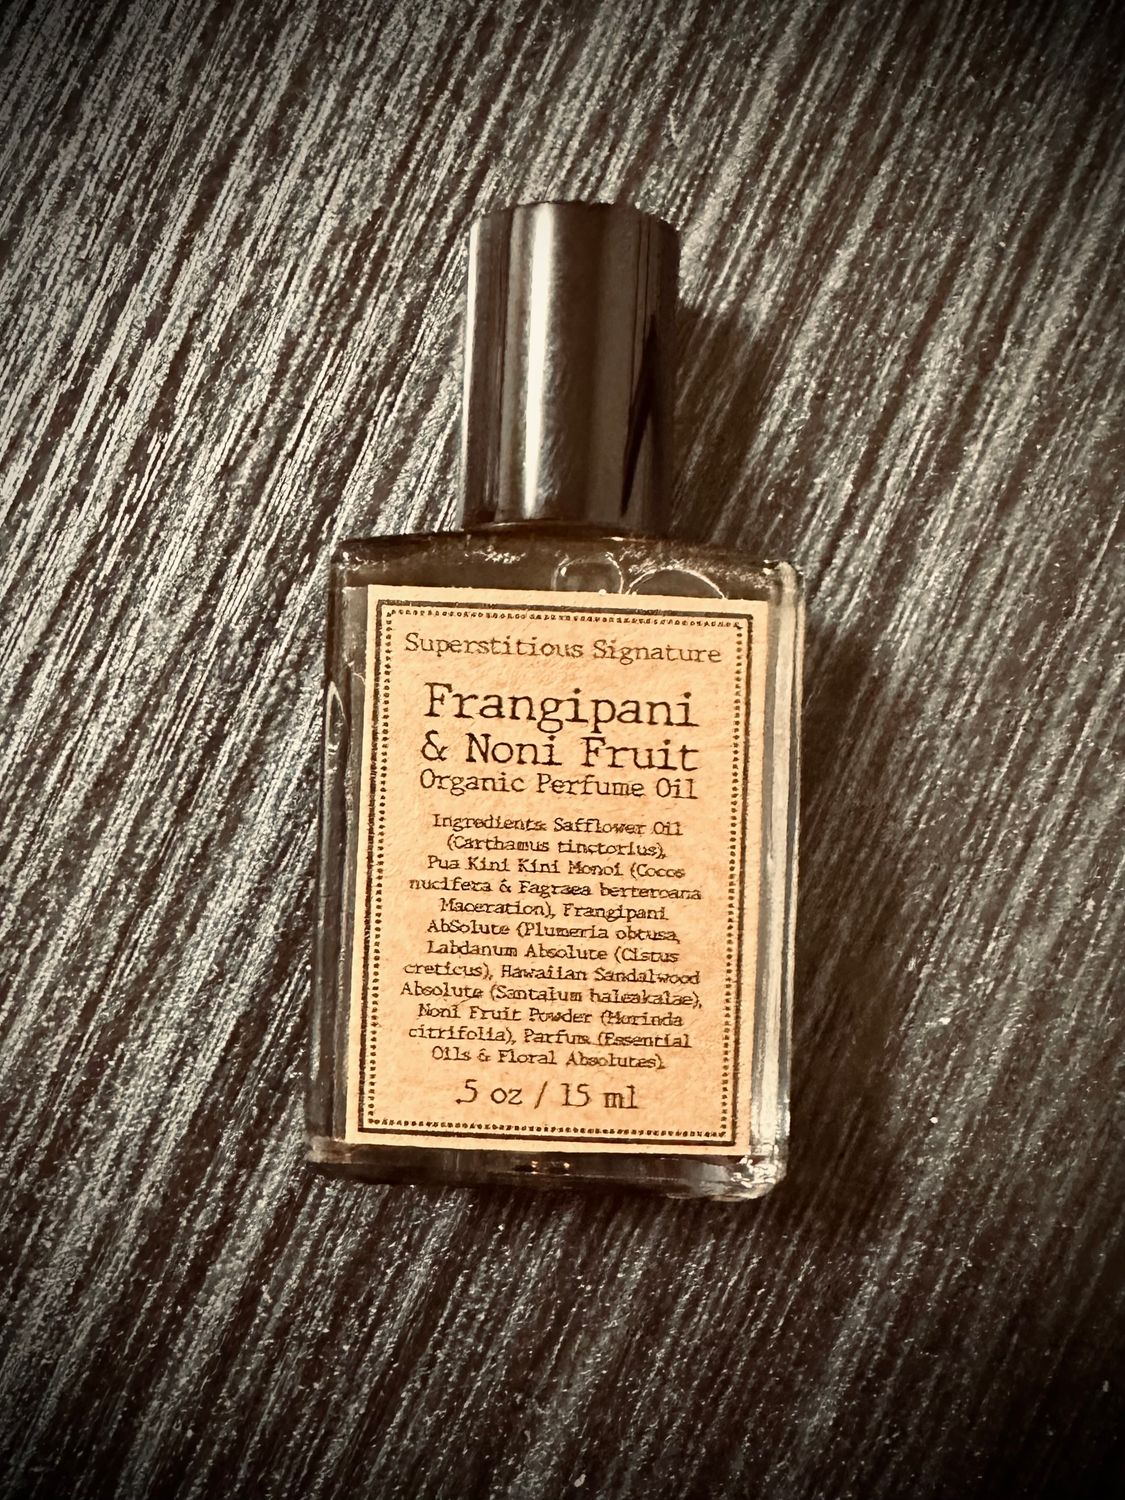 Superstitious Signature
Frangipani
& Noni Fruit
Organic Perfume Oil
Ingredients: Safflower Oil
(Carthamus tinctorius),
Pua Kini Kini Monoi (Cocos
nucifera & Fagraea berteroana
Maceration), Frangipani
AbSolute (Plumeria obtusa,
Labdanum Absolute (Cistus
creticus), Hawaiian Sandalwood
Absolute (Santalum haleakalae),
Noni Fruit Powder (Morinda
citrifolia), Parfum (Essential
Oils & Floral Absolutes).
.5 oz / 15 ml